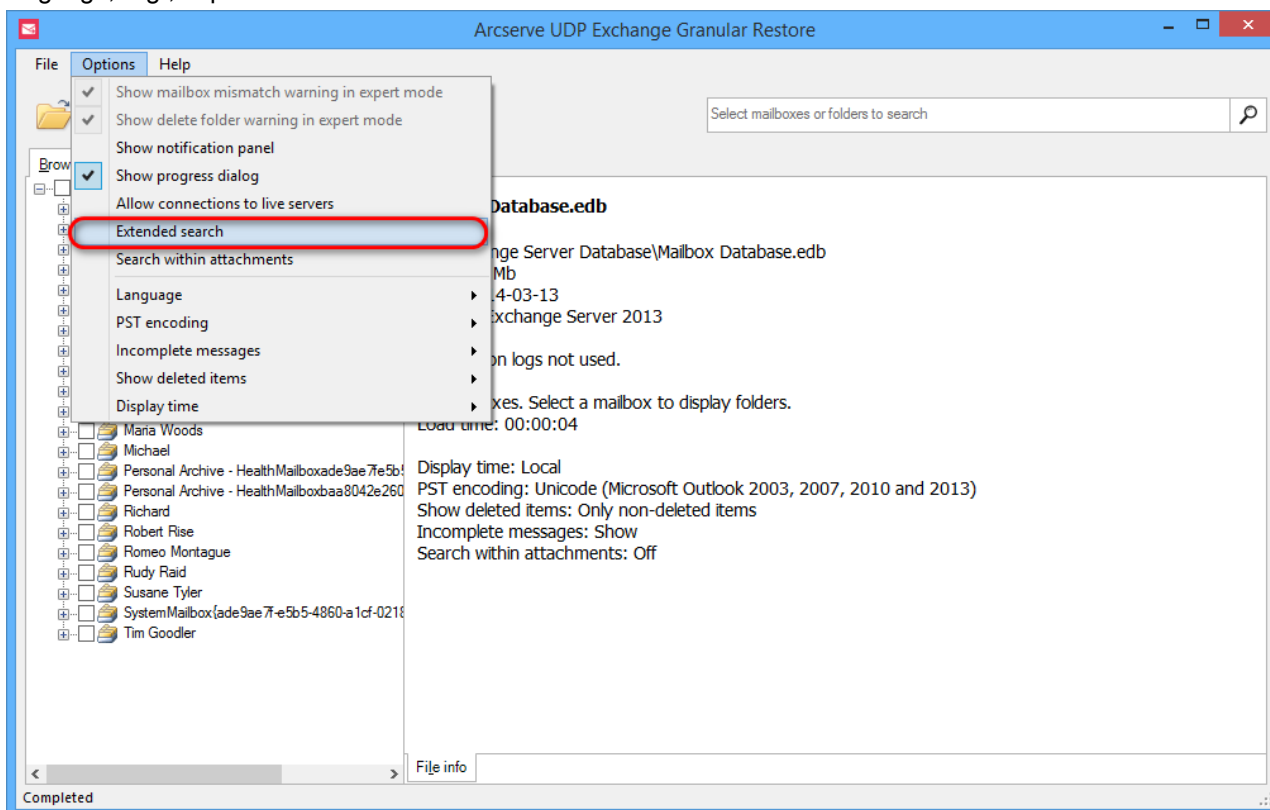 Arcserve UDP Exchange Granular Restore
File Options Help
Show mailbox mismatch warning in expert mode
Show delete folder warning in expert mode
Show notification panel
Show progress dialog
Allow connections to live servers
Extended search
Search within attachments
Language
PST encoding
Incomplete messages
Show deleted items
Display time
Select mailboxes or folders to search
Brow
Maria Woods
Michael
Personal Archive - HealthMailboxade9ae7fe5b5
Personal Archive - HealthMailboxbaa8042e260
Richard
Robert Rise
Romeo Montague
Rudy Raid
Susane Tyler
SystemMailbox{ade9ae7f-e5b5-4860-a1cf-0218
Tim Goodler
Database.edb
nge Server Database\Mailbox Database.edb
Mb
4-03-13
xchange Server 2013
on logs not used.
xes. Select a mailbox to display folders.
Load time: 00:00:04
Display time: Local
PST encoding: Unicode (Microsoft Outlook 2003, 2007, 2010 and 2013)
Show deleted items: Only non-deleted items
Incomplete messages: Show
Search within attachments: Off
File info
Completed